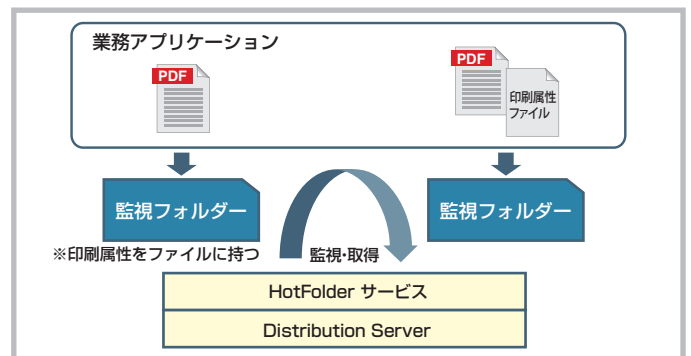 業務アプリケーション
PDF
PDF
印刷属性
ファイル
監視フォルダー
監視フォルダー
※印刷属性をファイルに持つ
監視・取得
HotFolder サービス
Distribution Server